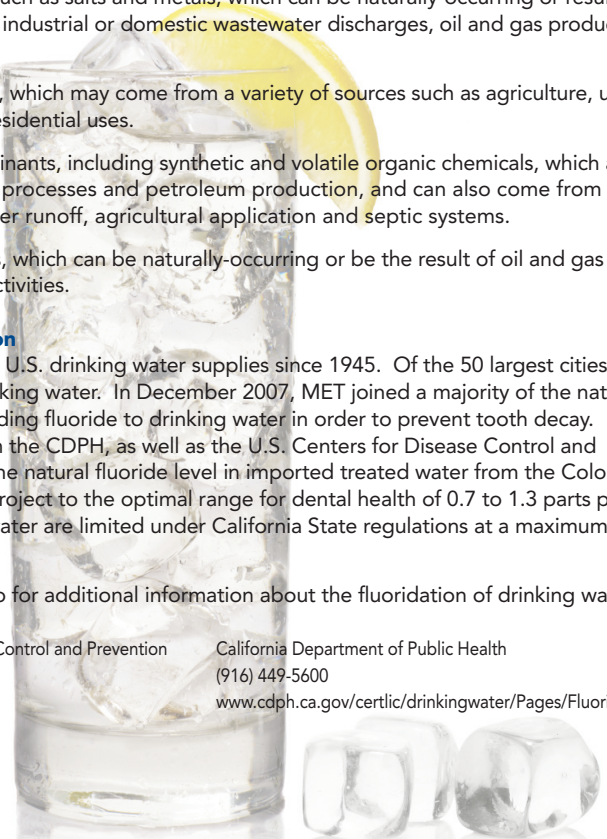 such as salts and metals, which can be naturally-occurring or resul
industrial or domestic wastewater discharges, oil and gas produc
, which may come from a variety of sources such as agriculture, u
esidential uses.
inants, including synthetic and volatile organic chemicals, which a
processes and petroleum production, and can also come from
er runoff, agricultural application and septic systems.
s, which can be naturally-occurring or be the result of oil and gas
ctivities.
on
U.S. drinking water supplies since 1945. Of the 50 largest cities
king water. In December 2007, MET joined a majority of the nat
ding fluoride to drinking water in order to prevent tooth decay.
n the CDPH, as well as the U.S. Centers for Disease Control and
he natural fluoride level in imported treated water from the Colo
roject to the optimal range for dental health of 0.7 to 1.3 parts p
ater are limited under California State regulations at a maximum
o for additional information about the fluoridation of drinking wa
Control and Prevention
California Department of Public Health
(916) 449-5600
www.cdph.ca.gov/certlic/drinkingwater/Pages/Fluori